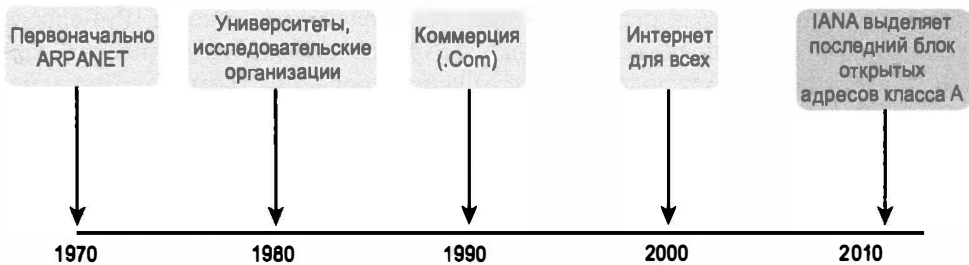 Первоначально
ARPANET
Университеты,
исследовательские
организации
Коммерция
(.Com)
Интернет
для всех
IANA выделяет
последний блок
открытых
адресов класса А
1970
1980
1990
2000
2010